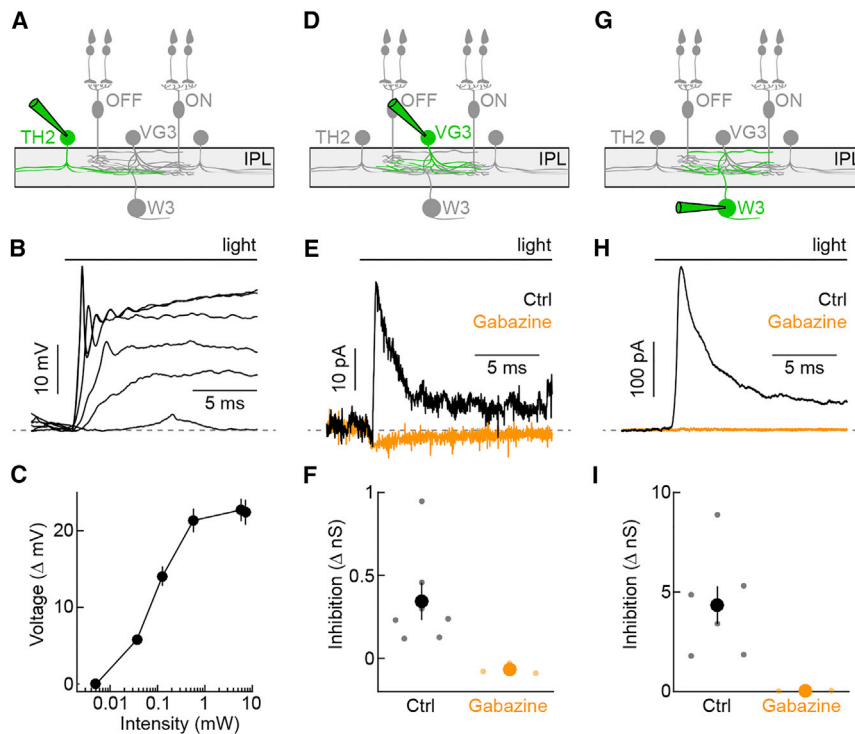 A
OFF
ON
TH2
VG3
IPL
W3
D
OFF
ON
TH2
VG3
IPL
W3
G
OFF
ON
TH2
VG3
IPL
W3
B
light
10 mV
5 ms
E
light
Ctrl
Gabazine
10 pA
5 ms
H
light
Ctrl
Gabazine
100 pA
5 ms
C
Voltage (Δ mV)
20
10
0
0.01
0.1
1
10
Intensity (mW)
F
Inhibition (Δ nS)
1
0.5
0
Ctrl
Gabazine
I
Inhibition (Δ nS)
10
5
0
Ctrl
Gabazine